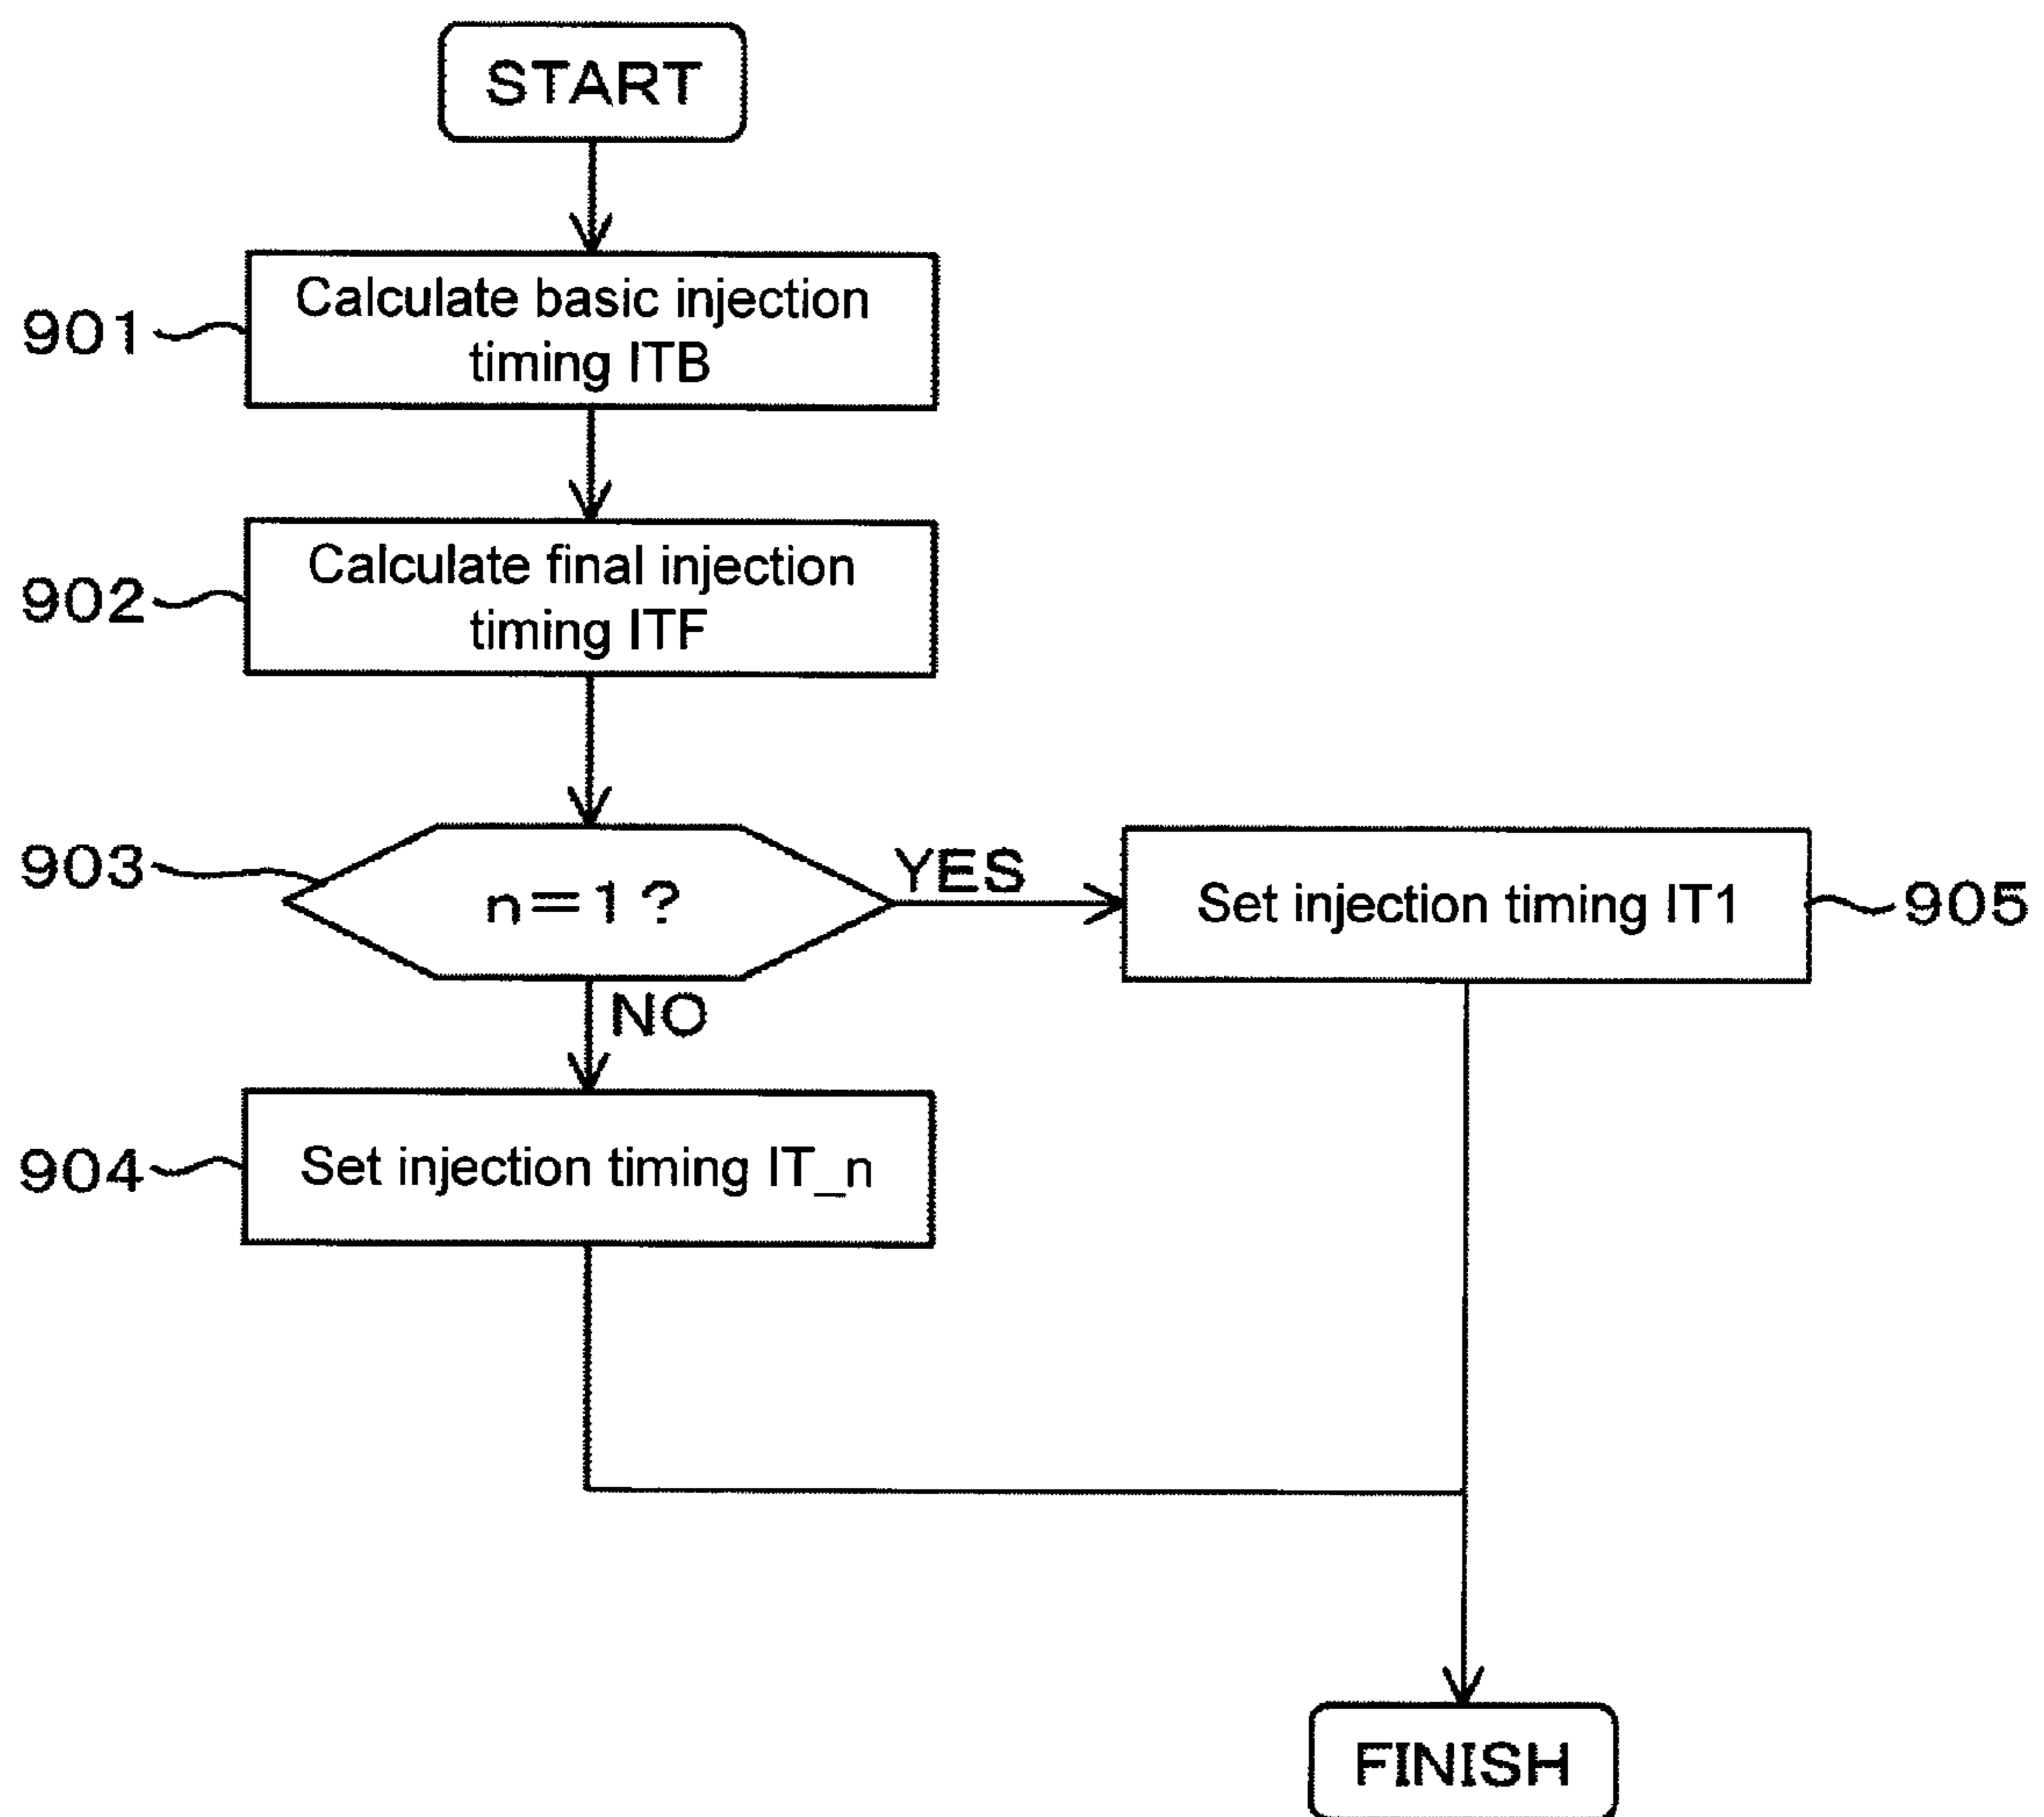 START
901
Calculate basic injection
timing ITB
902
Calculate final injection
timing ITF
903
n=1?
YES
Set injection timing IT1
905
NO
904
Set injection timing IT_n
FINISH